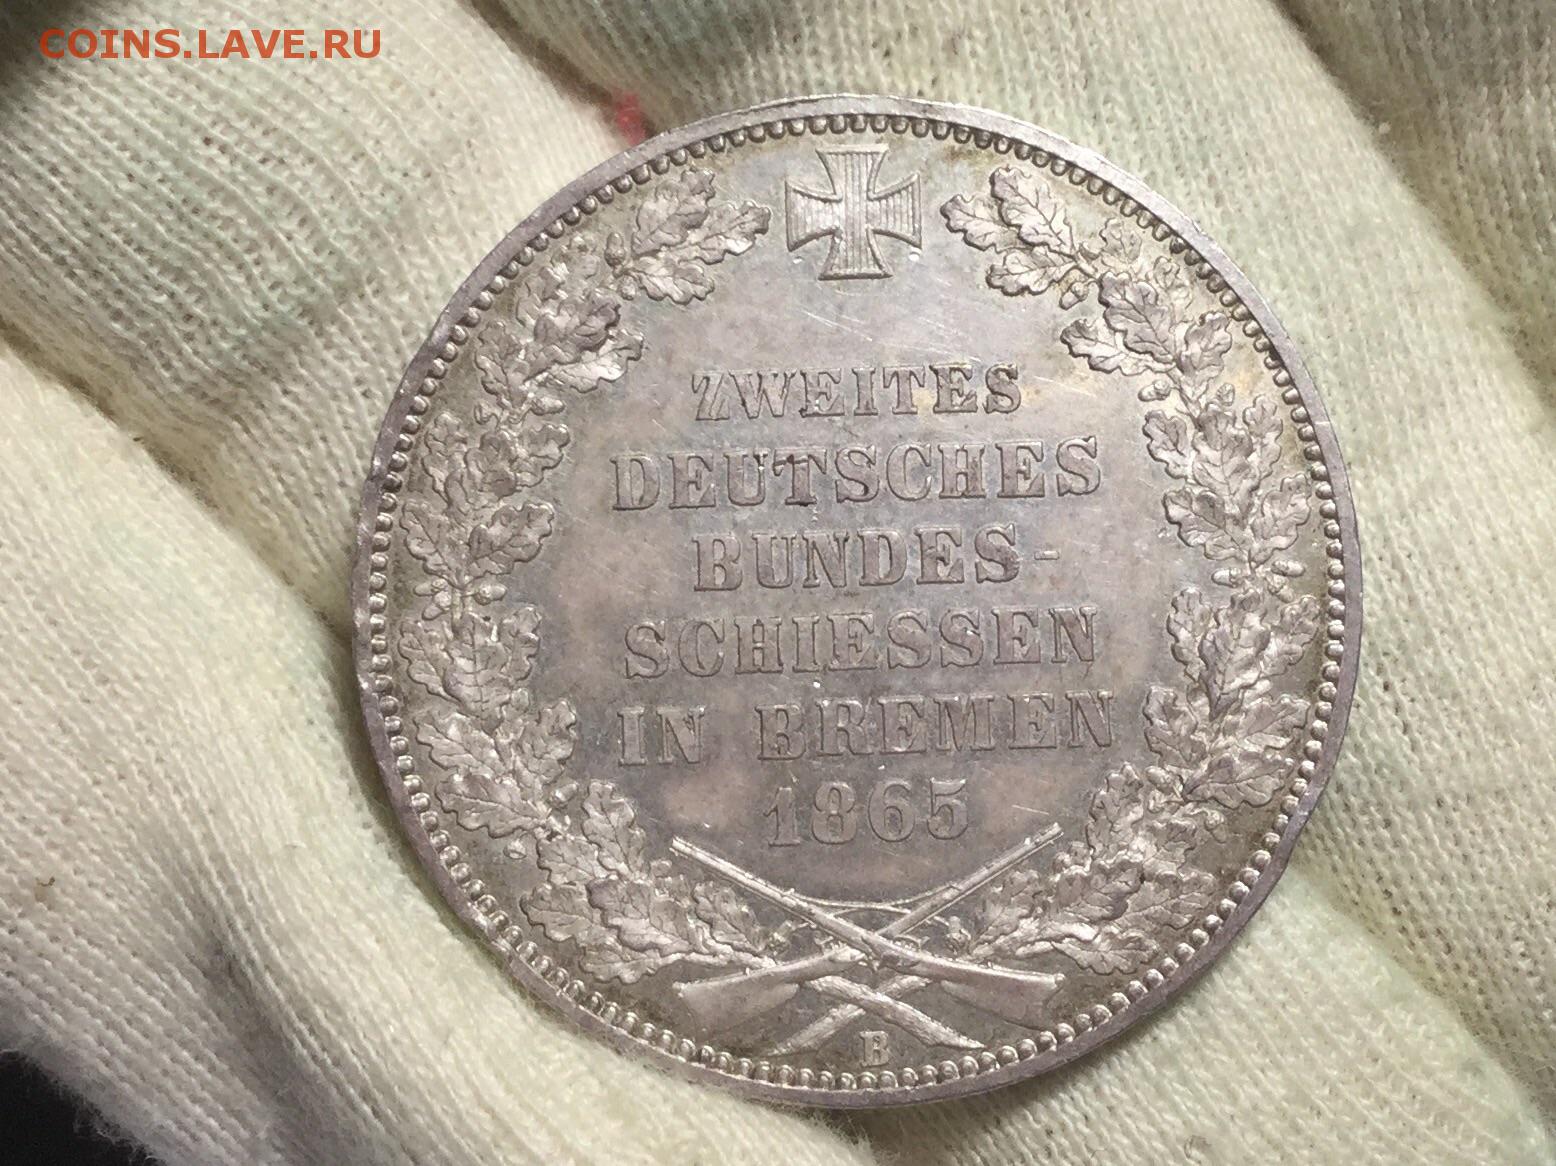 COINS.LAVE.RU
ZWEITES
DEUTSCHES
BUNDES-
SCHIESSEN
IN BREMEN
1865
B